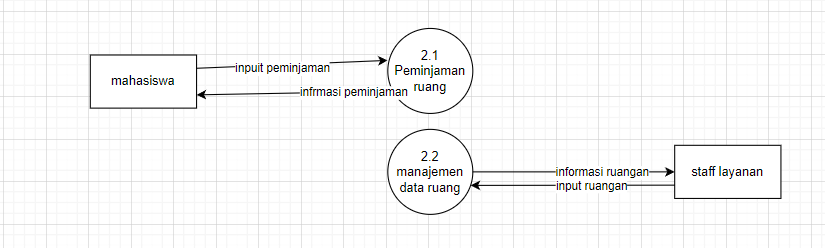 mahasiswa
inpuit peminjaman
infrmasi peminjaman
2.1
Peminjaman
ruang
2.2
manajemen
data ruang
informasi ruangan
input ruangan
staff layanan